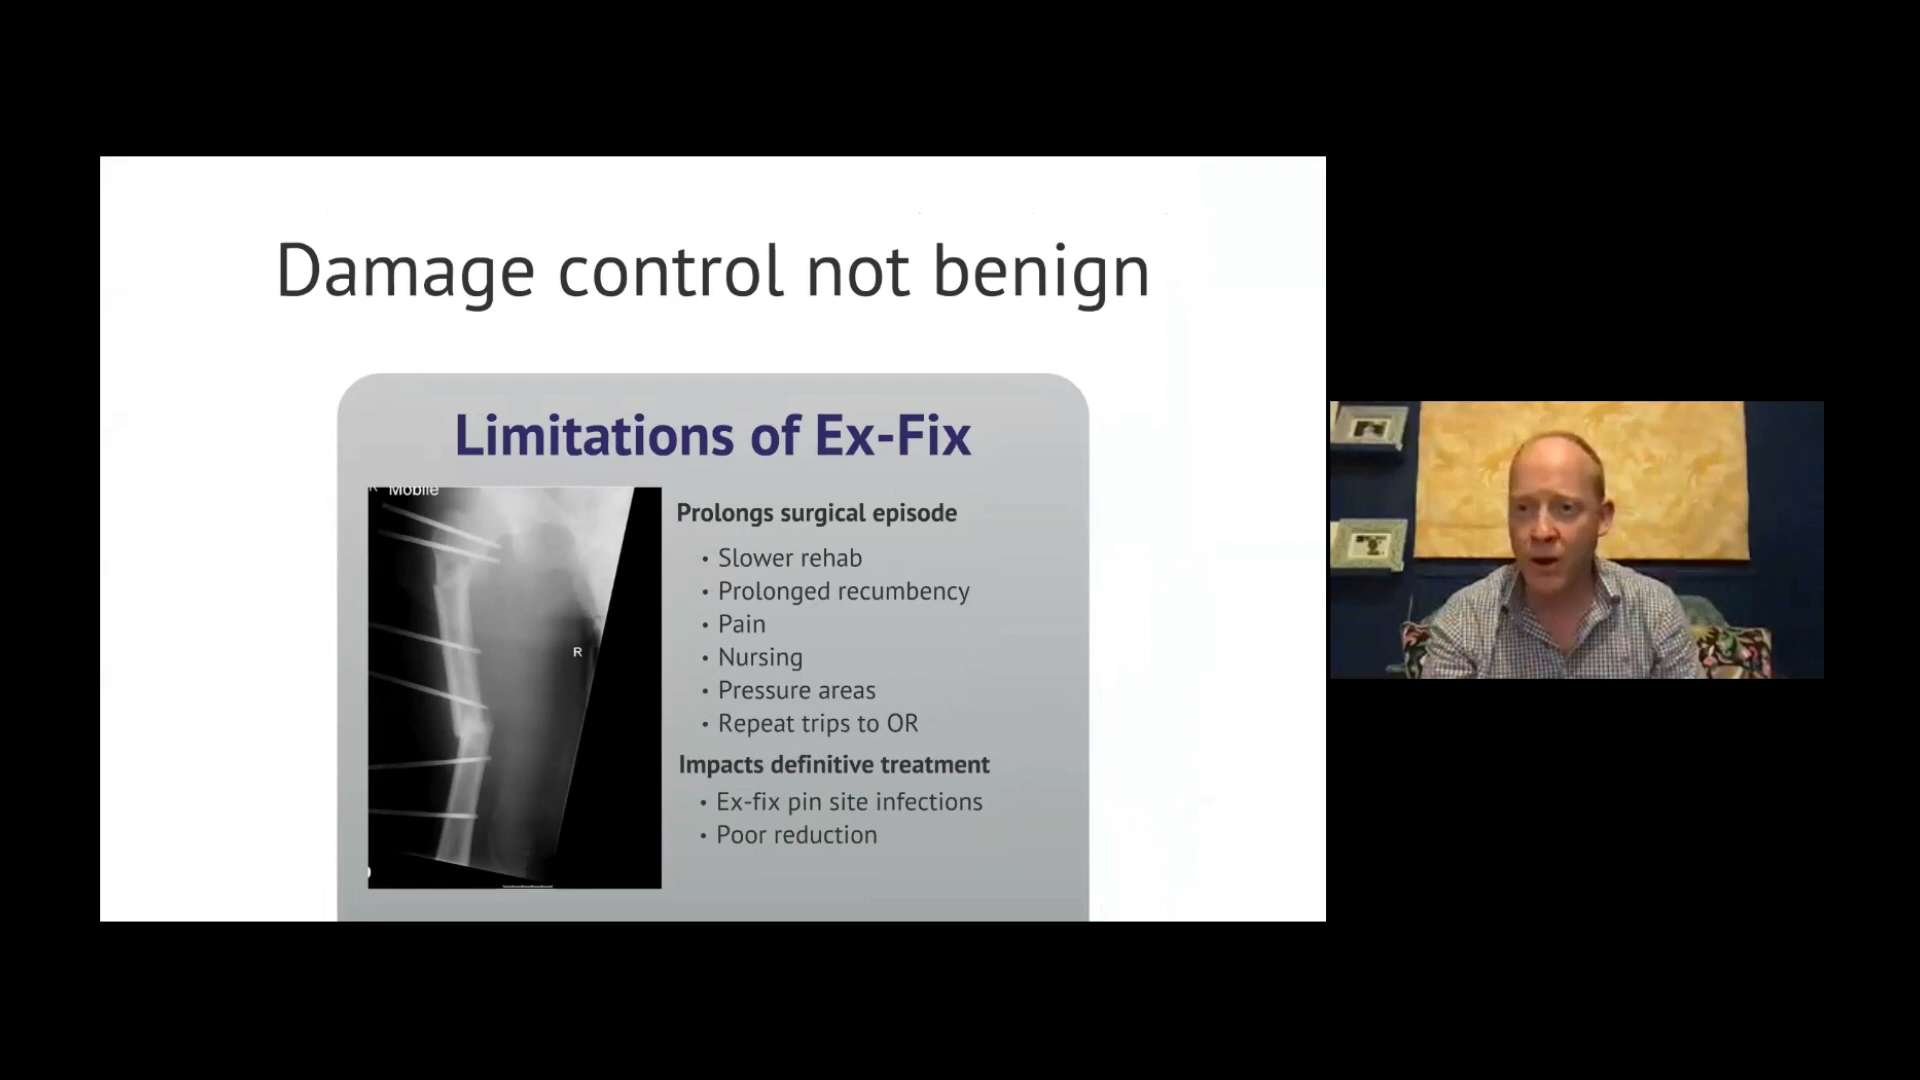 Damage control not benign
Limitations of Ex-Fix
Mobile
R
Prolongs surgical episode
• Slower rehab
• Prolonged recumbency
• Pain
• Nursing
• Pressure areas
• Repeat trips to OR
Impacts definitive treatment
• Ex-fix pin site infections
• Poor reduction